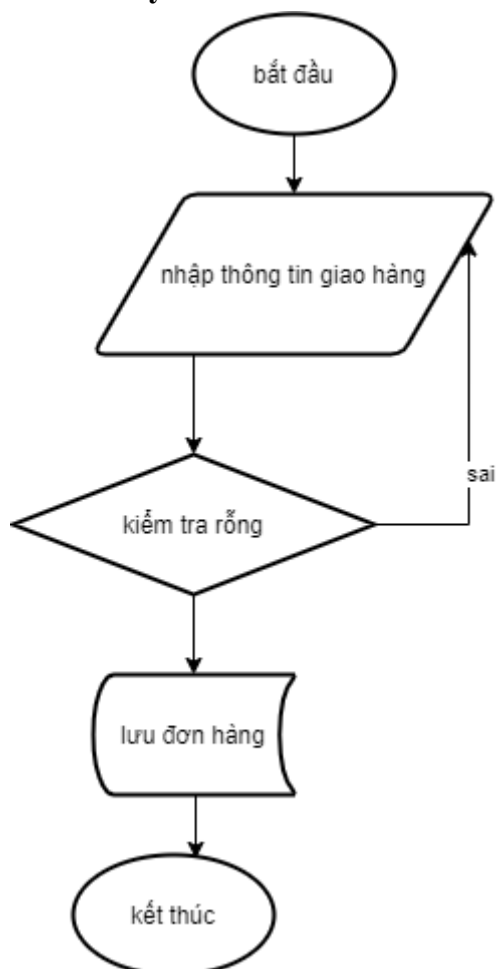 bắt đầu
nhập thông tin giao hàng
sai
kiểm tra rỗng
lưu đơn hàng
kết thúc